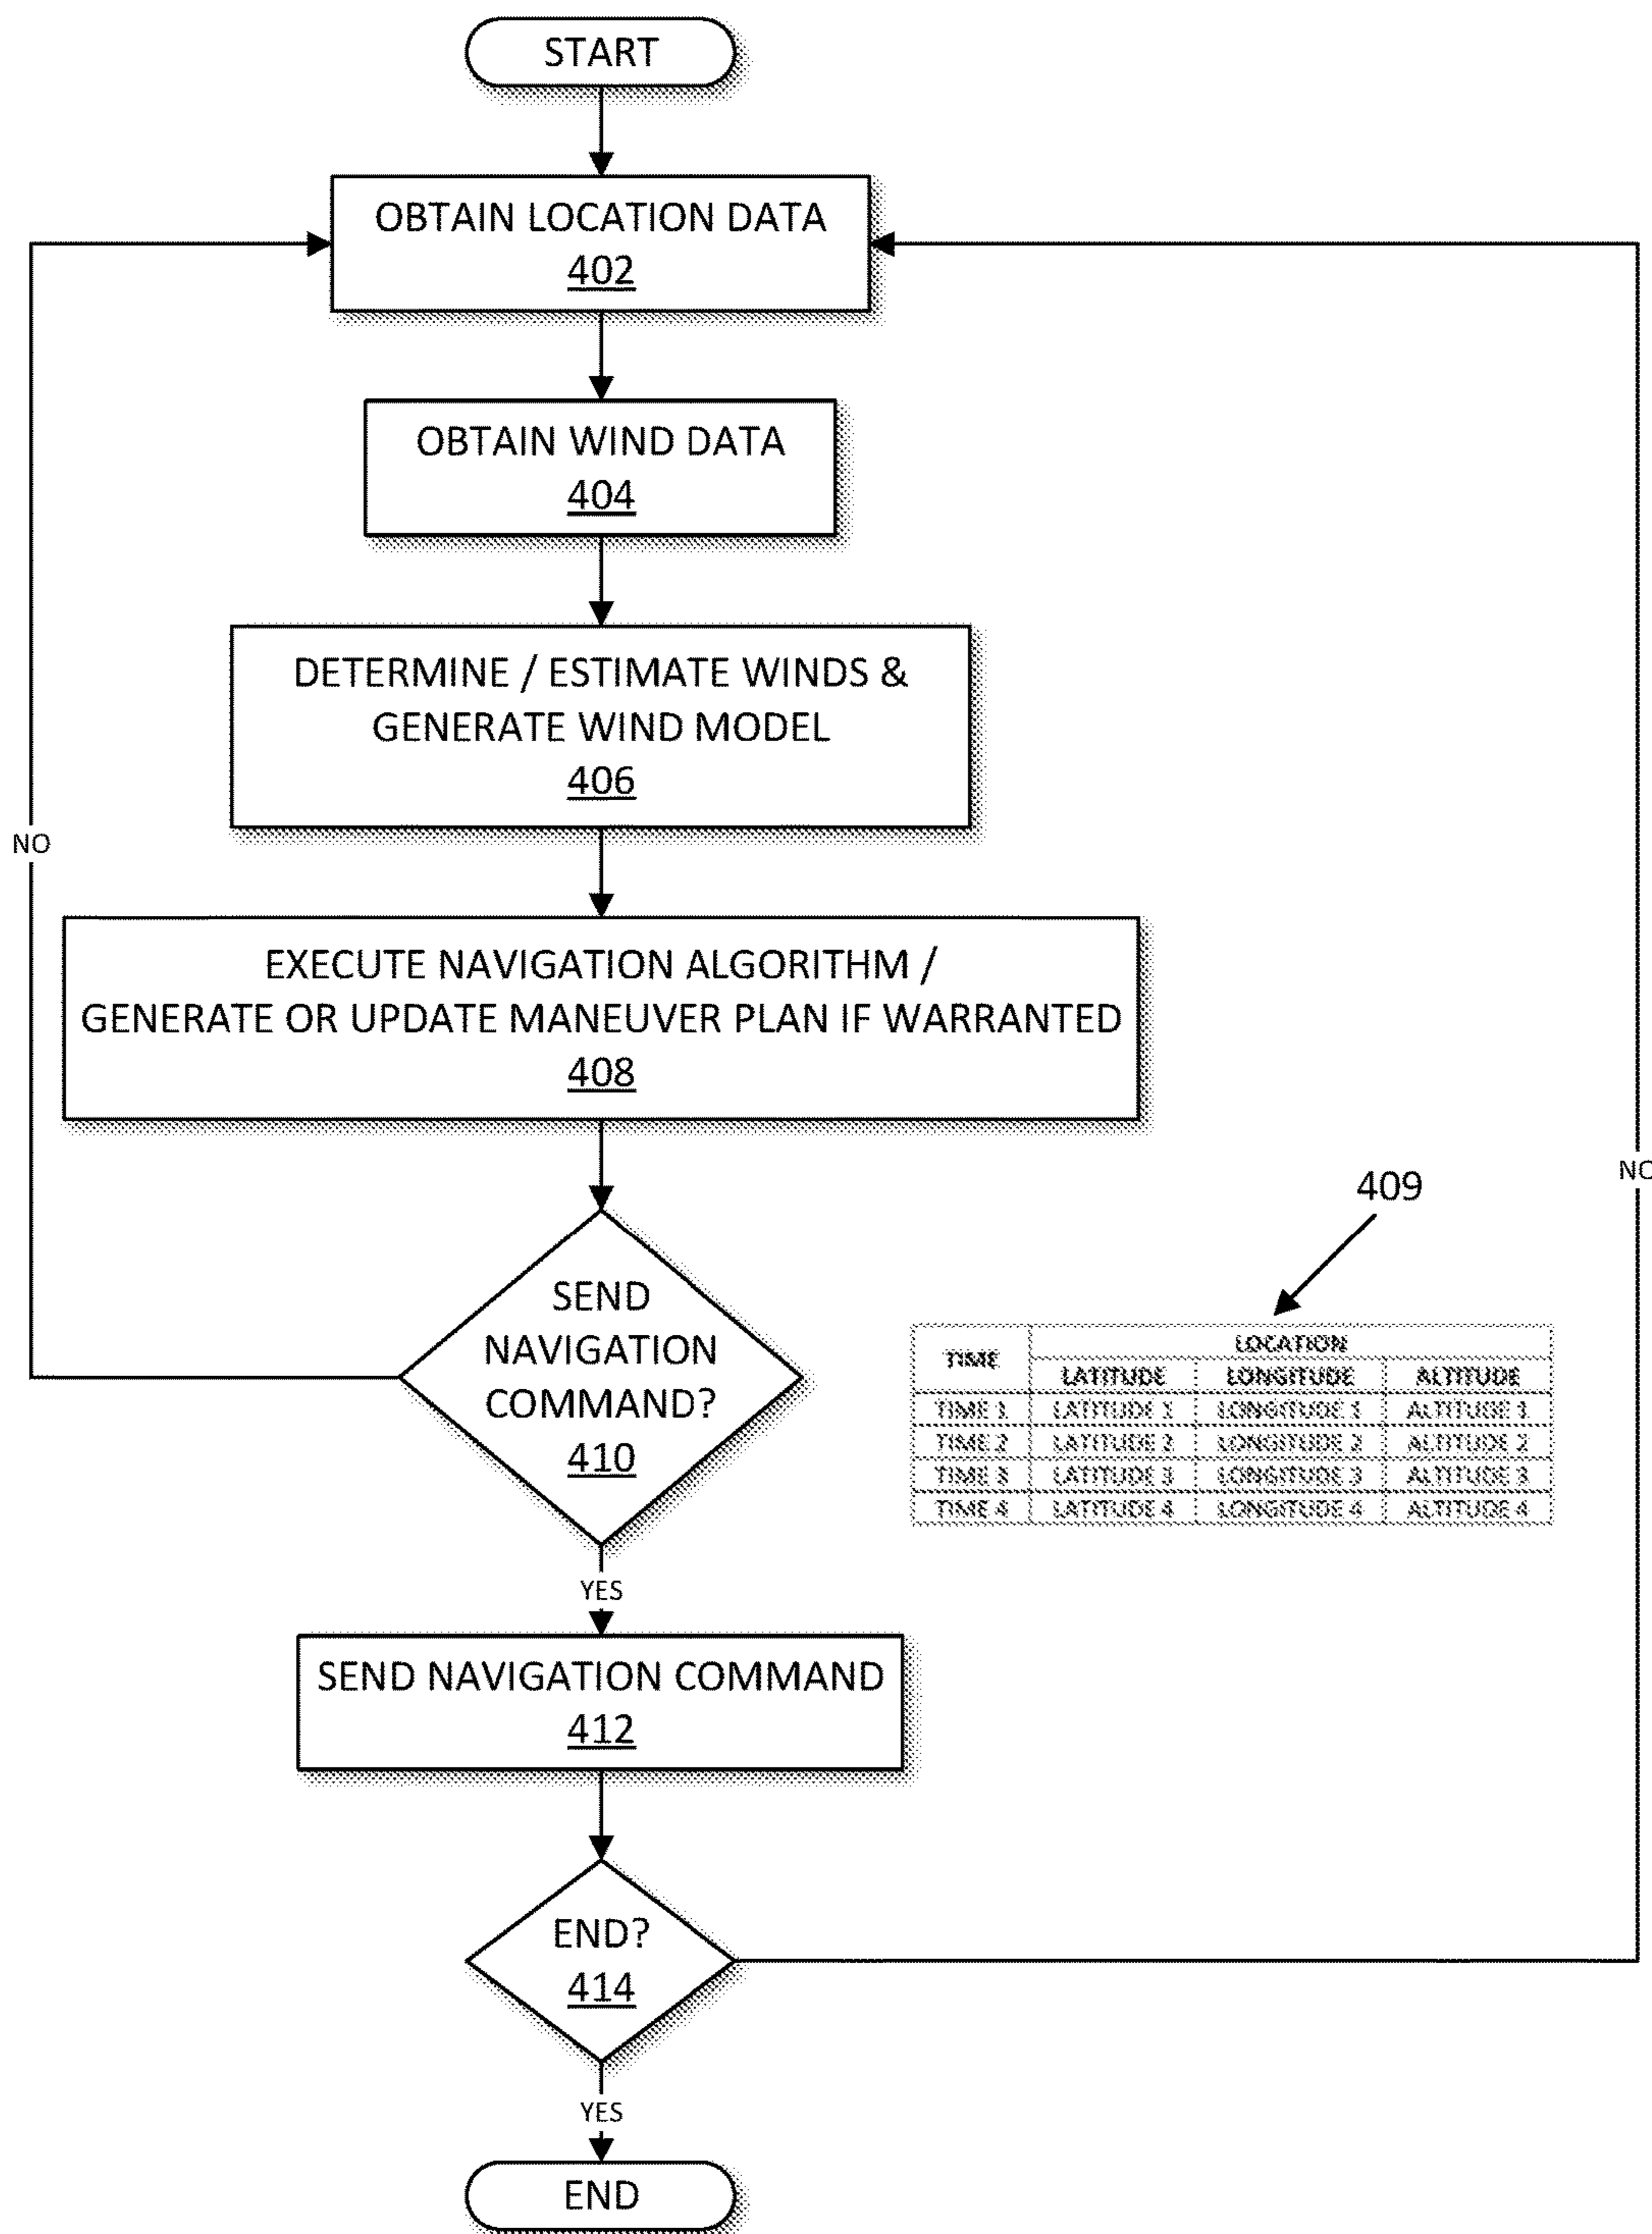 START
OBTAIN LOCATION DATA
402
OBTAIN WIND DATA
404
DETERMINE / ESTIMATE WINDS &
GENERATE WIND MODEL
406
NO
EXECUTE NAVIGATION ALGORITHM /
GENERATE OR UPDATE MANEUVER PLAN IF WARRANTED
408
NO
409
SEND
NAVIGATION
COMMAND?
410
TIME LOCATION
LATITUDE LONGITUDE ALTITUDE
TIME 1 LATITUDE 1 LONGITUDE 1 ALTITUDE 1
TIME 2 LATITUDE 2 LONGITUDE 2 ALTITUDE 2
TIME 3 LATITUDE 3 LONGITUDE 3 ALTITUDE 3
TIME 4 LATITUDE 4 LONGITUDE 4 ALTITUDE 4
YES
SEND NAVIGATION COMMAND
412
END?
414
YES
END